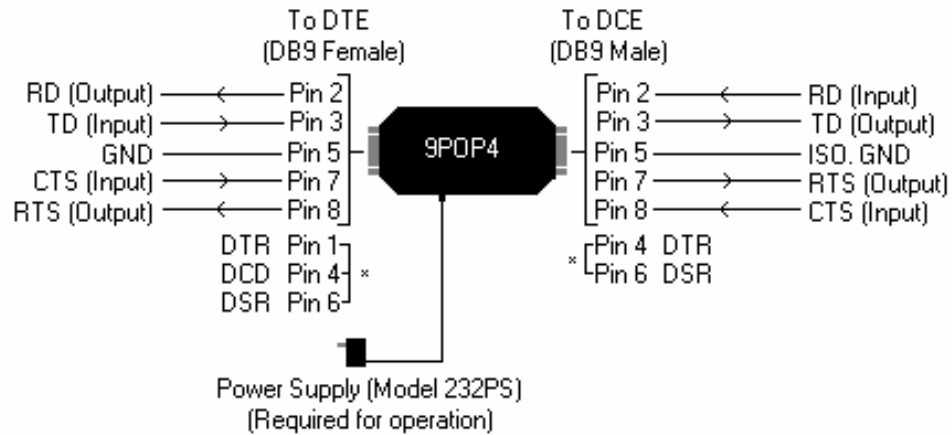 To DTE
(DB9 Female)
To DCE
(DB9 Male)
RD (Output) Pin 2
TD (Input) Pin 3
GND Pin 5
CTS (Input) Pin 7
RTS (Output) Pin 8
DTR Pin 1
DCD Pin 4 *
DSR Pin 6
9POP4
Pin 2 RD (Input)
Pin 3 TD (Output)
Pin 5 ISO. GND
Pin 7 RTS (Output)
Pin 8 CTS (Input)
* Pin 4 DTR
Pin 6 DSR
Power Supply (Model 232PS)
(Required for operation)